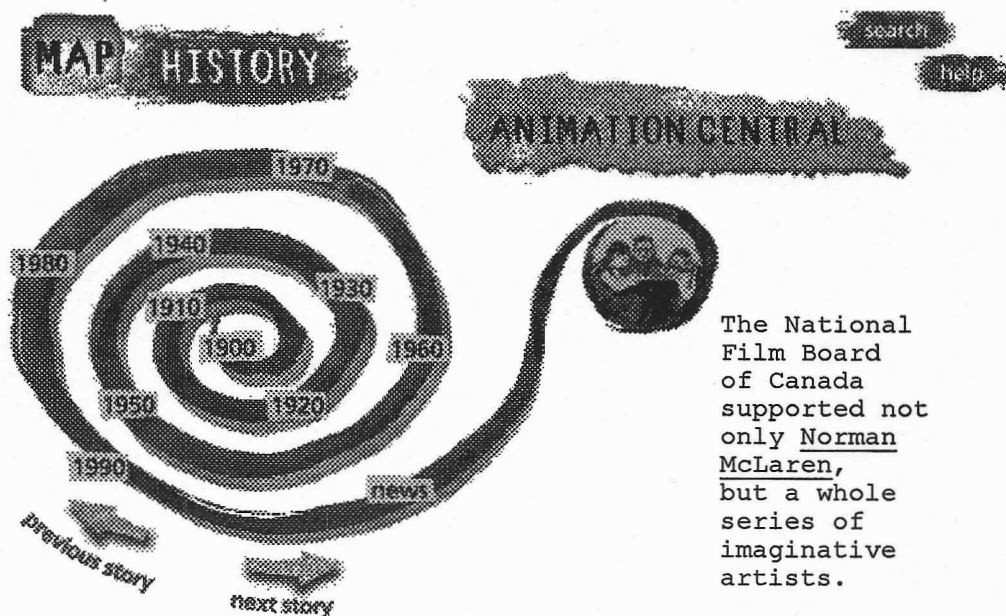 MAP HISTORY
search
help
ANIMATION CENTRAL
1970
1940
1980
1930
1910
1900
1960
1950
1920
1990
news
previous story
next story
The National
Film Board
of Canada
supported not
only Norman
McLaren,
but a whole
series of
imaginative
artists.